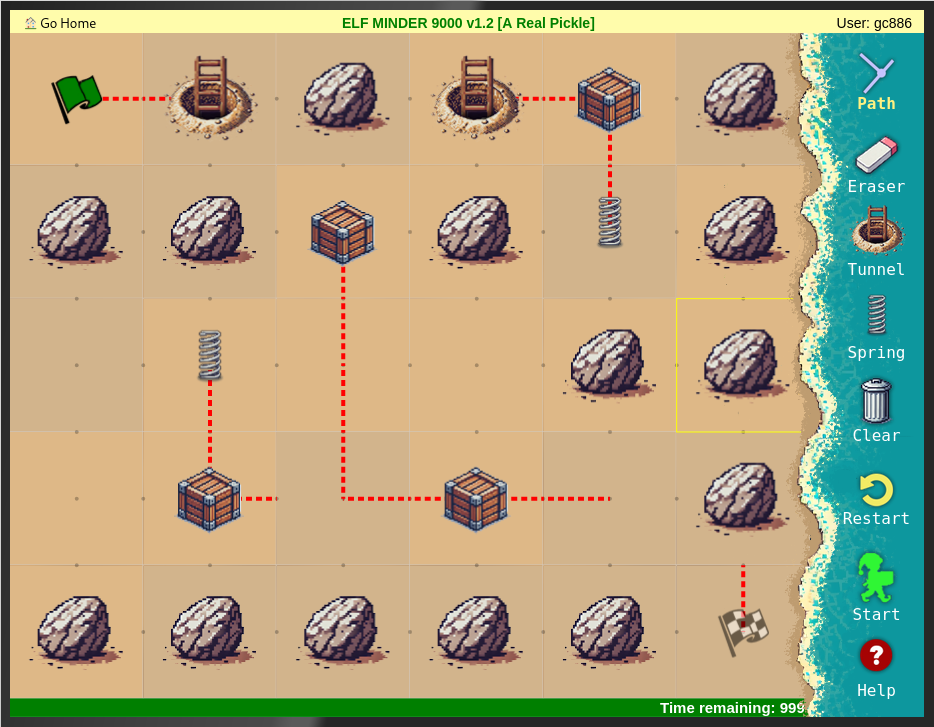 Go Home
ELF MINDER 9000 v1.2 [A Real Pickle]
User: gc886
Path
Eraser
Tunnel
Spring
Clear
Restart
Start
?
Help
Time remaining: 999